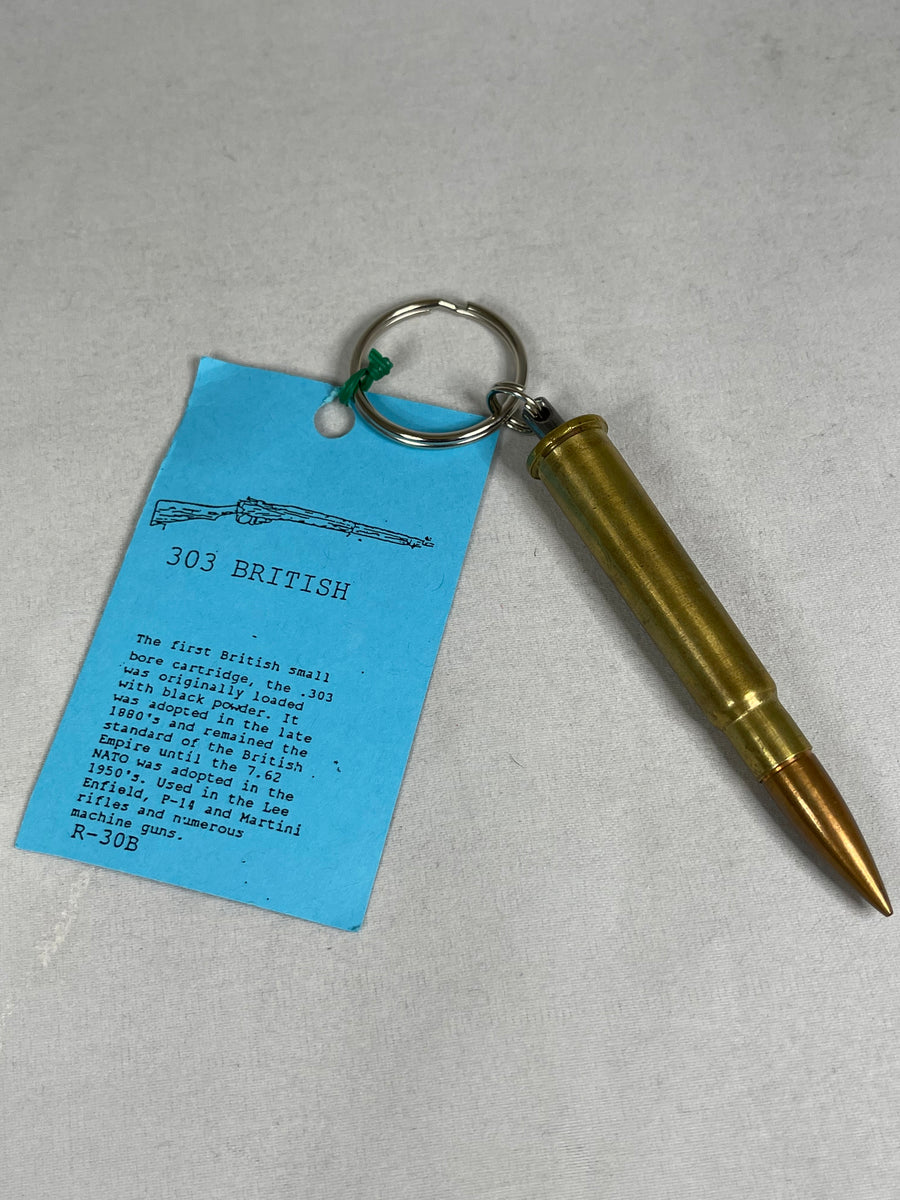 303 BRITISH
The first British small
bore cartridge, the .303
was originally loaded
with black powder. It
was adopted in the late
1880's and remained the
standard of the British
Empire until the 7.62
NATO was adopted in the
1950's. Used in the Lee
Enfield, P-14 and Martini
rifles and numerous
machine guns.
R-30B